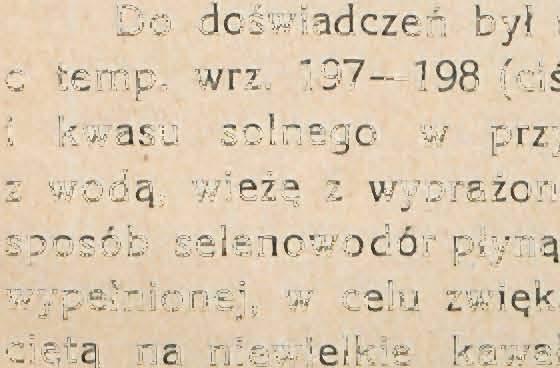 Do doświadczeń był
o temp. wrz. 197—198 (ciś
i kwasu solnego w przy
z wodą, wieżę z wyprażon
sposób selenowodór płyną
wypełnionej, w celu zwięk
ciętą na niewielkie kawał